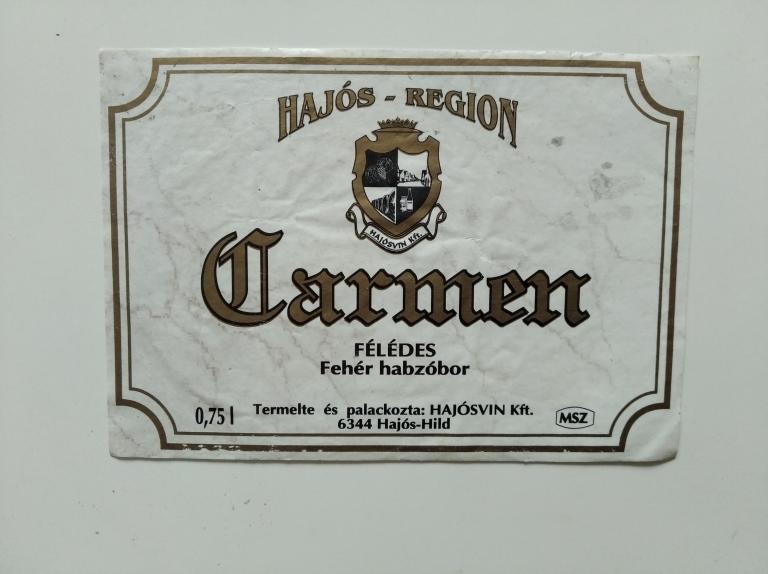 HAJÓS - REGION
HAJÓSVIN Kft.
Carmen
FÉLÉDES
Fehér habzóbor
0,75 l
Termelte és palackozta: HAJÓSVIN Kft.
6344 Hajós-Hild
MSZ